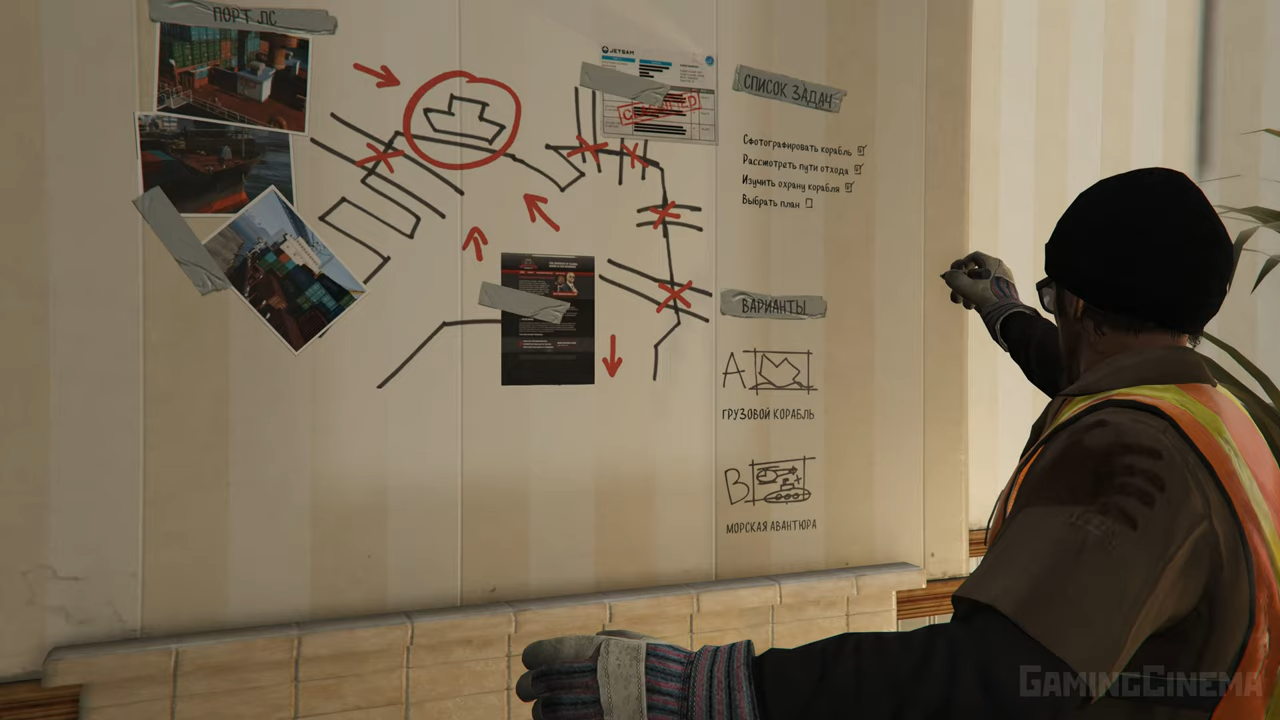 ПОРТ ЛС
JETSAM
CLASSIFIED
СПИСОК ЗАДАЧ
Сфотографировать корабль ☑
Рассмотреть пути отхода ☑
Изучить охрану корабля ☑
Выбрать план ☐
ВАРИАНТЫ
A
ГРУЗОВОЙ КОРАБЛЬ
B
МОРСКАЯ АВАНТЮРА
GAMINGCINEMA